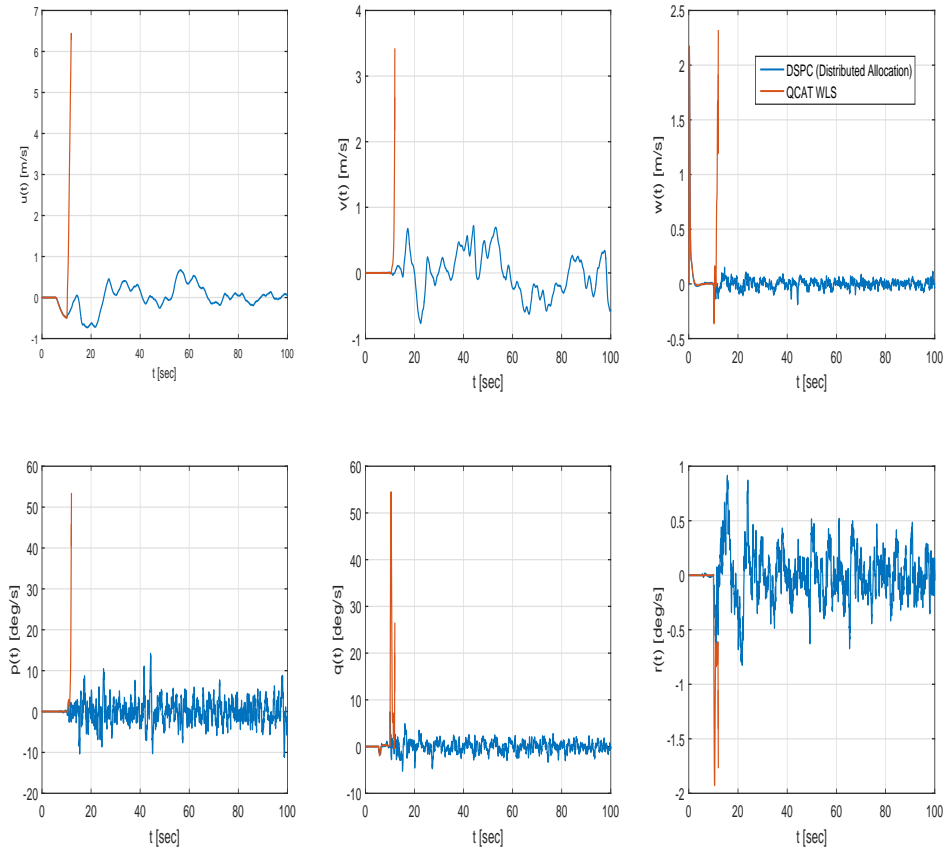 7
6
5
4
3
2
1
0
-1
u(t) [m/s]
0 20 40 60 80 100
t [sec]
4
3
2
1
0
-1
v(t) [m/s]
0 20 40 60 80 100
t [sec]
2.5
2
1.5
1
0.5
0
-0.5
w(t) [m/s]
DSPC (Distributed Allocation)
QCAT WLS
0 20 40 60 80 100
t [sec]
60
50
40
30
20
10
0
-10
-20
p(t) [deg/s]
0 20 40 60 80 100
t [sec]
60
50
40
30
20
10
0
-10
q(t) [deg/s]
0 20 40 60 80 100
t [sec]
1
0.5
0
-0.5
-1
-1.5
-2
r(t) [deg/s]
0 20 40 60 80 100
t [sec]